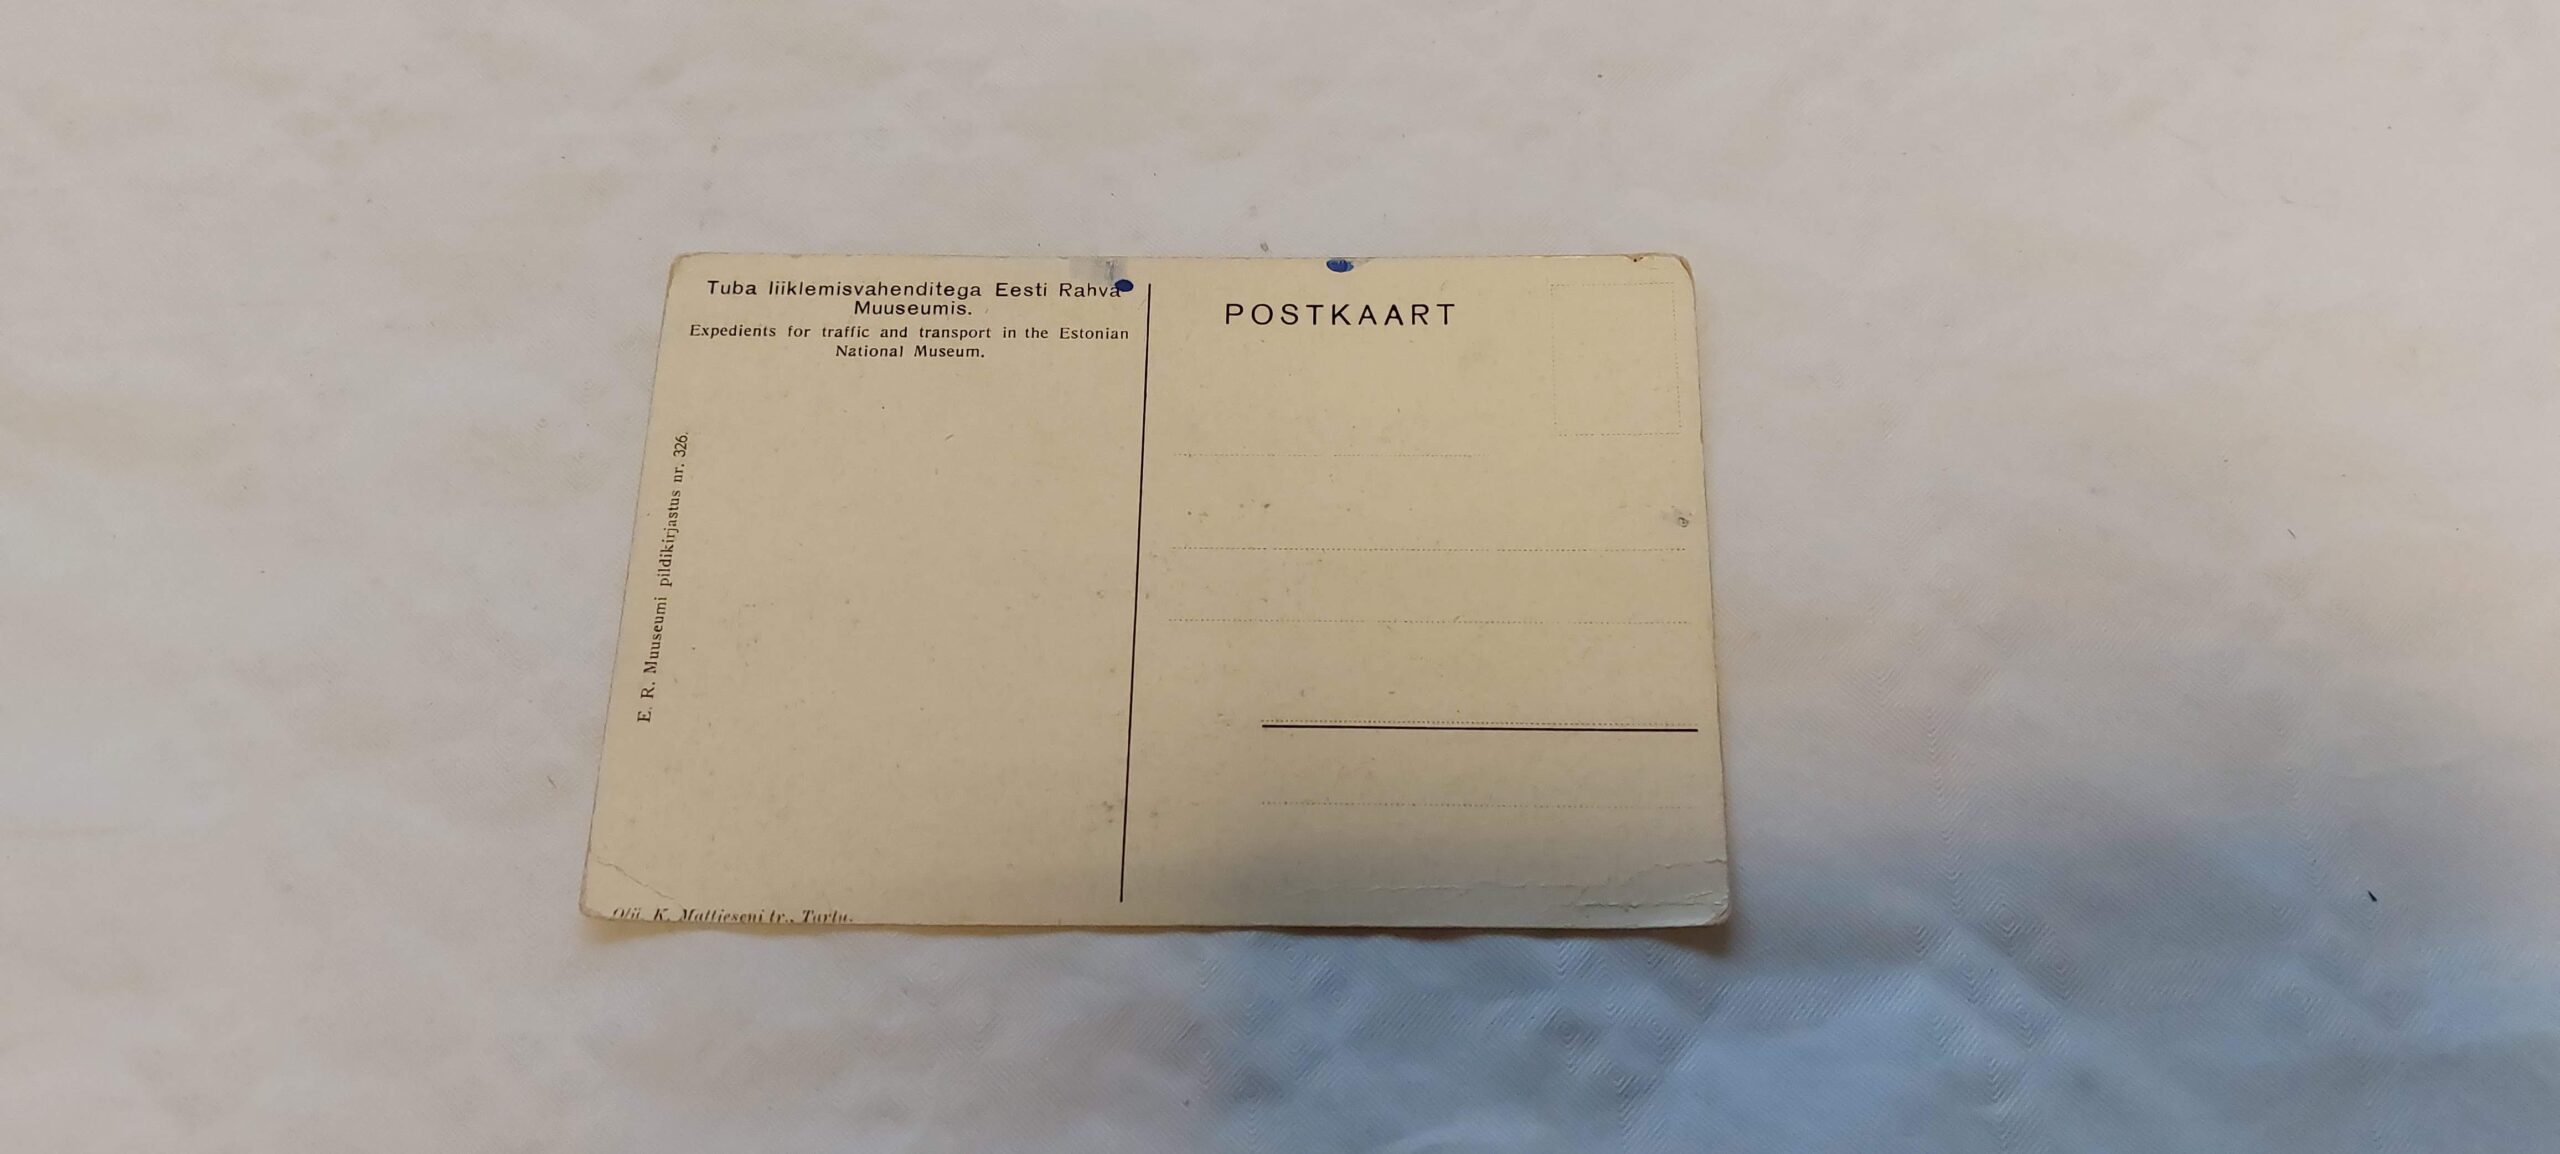 Tuba liiklemisvahenditega Eesti Rahva
Muuseumis.
Expedients for traffic and transport in the Estonian
National Museum.
E. R. Muuseumi pildikirjastus nr. 326.
O/ü. K. Mattieseni tr., Tartu.
POSTKAART